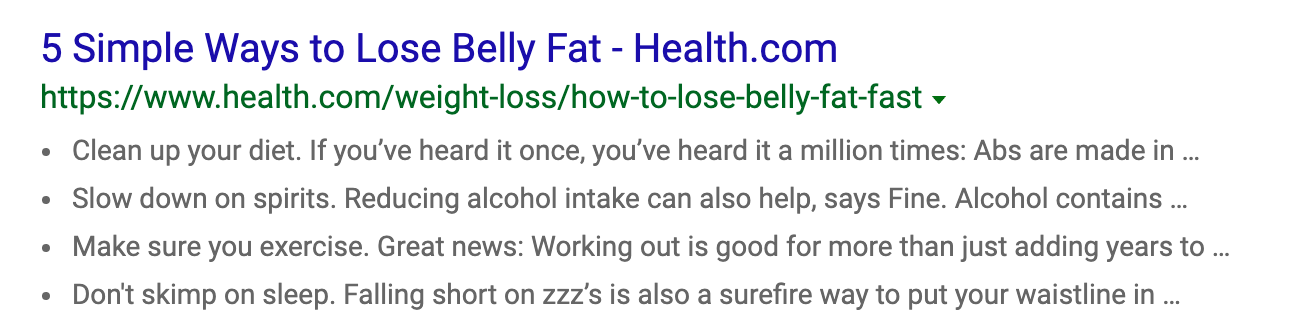 5 Simple Ways to Lose Belly Fat - Health.com
https://www.health.com/weight-loss/how-to-lose-belly-fat-fast
• Clean up your diet. If you’ve heard it once, you’ve heard it a million times: Abs are made in ...
• Slow down on spirits. Reducing alcohol intake can also help, says Fine. Alcohol contains ...
• Make sure you exercise. Great news: Working out is good for more than just adding years to ...
• Don't skimp on sleep. Falling short on zzz’s is also a surefire way to put your waistline in ...